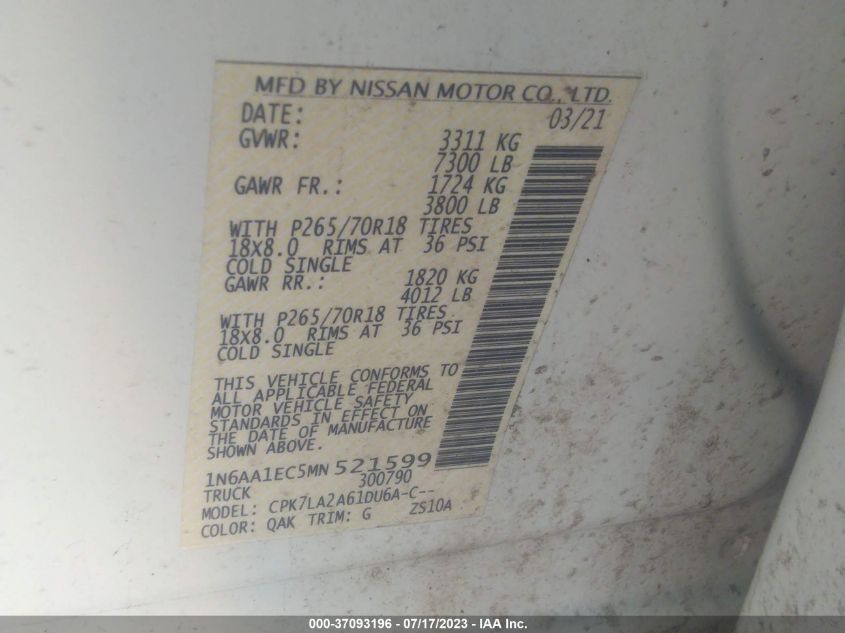 MFD BY NISSAN MOTOR CO., LTD.
DATE: 03/21
GVWR: 3311 KG
7300 LB
GAWR FR.: 1724 KG
3800 LB
WITH P265/70R18 TIRES
18X8.0 RIMS AT 36 PSI
COLD SINGLE
GAWR RR.: 1820 KG
4012 LB
WITH P265/70R18 TIRES
18X8.0 RIMS AT 36 PSI
COLD SINGLE
THIS VEHICLE CONFORMS TO
ALL APPLICABLE FEDERAL
MOTOR VEHICLE SAFETY
STANDARDS IN EFFECT ON
THE DATE OF MANUFACTURE
SHOWN ABOVE.
1N6AA1EC5MN521599
TRUCK 300790
MODEL: CPK7LA2A61DU6A-C--
COLOR: QAK TRIM: G ZS10A
000-37093196 - 07/17/2023 - IAA Inc.